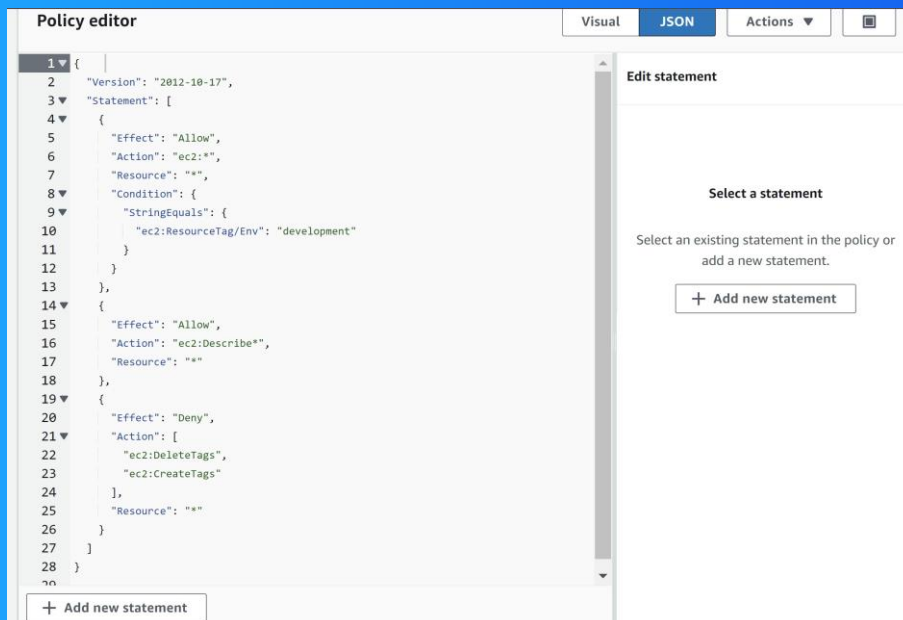 Policy editor
Visual JSON Actions ▼
1 {
2 "Version": "2012-10-17",
3 "Statement": [
4 {
5 "Effect": "Allow",
6 "Action": "ec2:*",
7 "Resource": "*",
8 "Condition": {
9 "StringEquals": {
10 "ec2:ResourceTag/Env": "development"
11 }
12 }
13 },
14 {
15 "Effect": "Allow",
16 "Action": "ec2:Describe*",
17 "Resource": "*"
18 },
19 {
20 "Effect": "Deny",
21 "Action": [
22 "ec2:DeleteTags",
23 "ec2:CreateTags"
24 ],
25 "Resource": "*"
26 }
27 ]
28 }
+ Add new statement
Edit statement
Select a statement
Select an existing statement in the policy or
add a new statement.
+ Add new statement